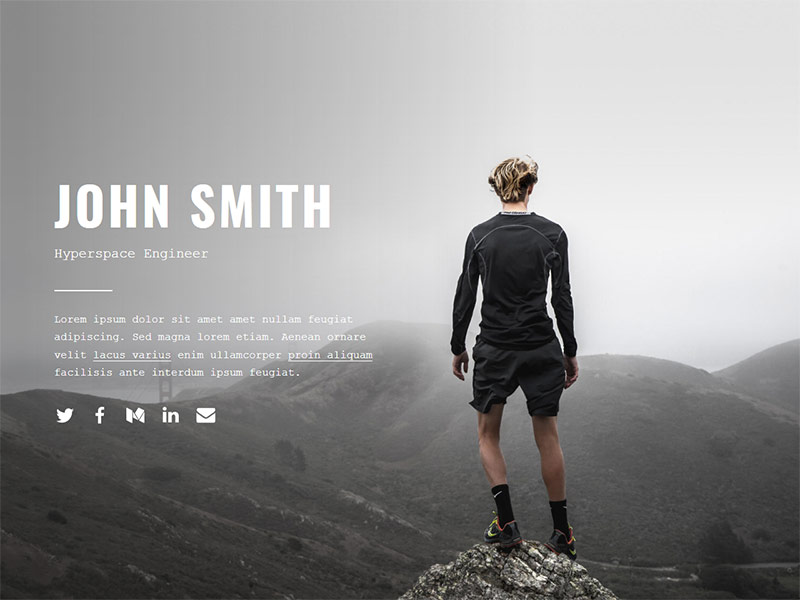 JOHN SMITH
Hyperspace Engineer
Lorem ipsum dolor sit amet amet nullam feugiat
adipiscing. Sed magna lorem etiam. Aenean ornare
velit lacus varius enim ullamcorper proin aliquam
facilisis ante interdum ipsum feugiat.